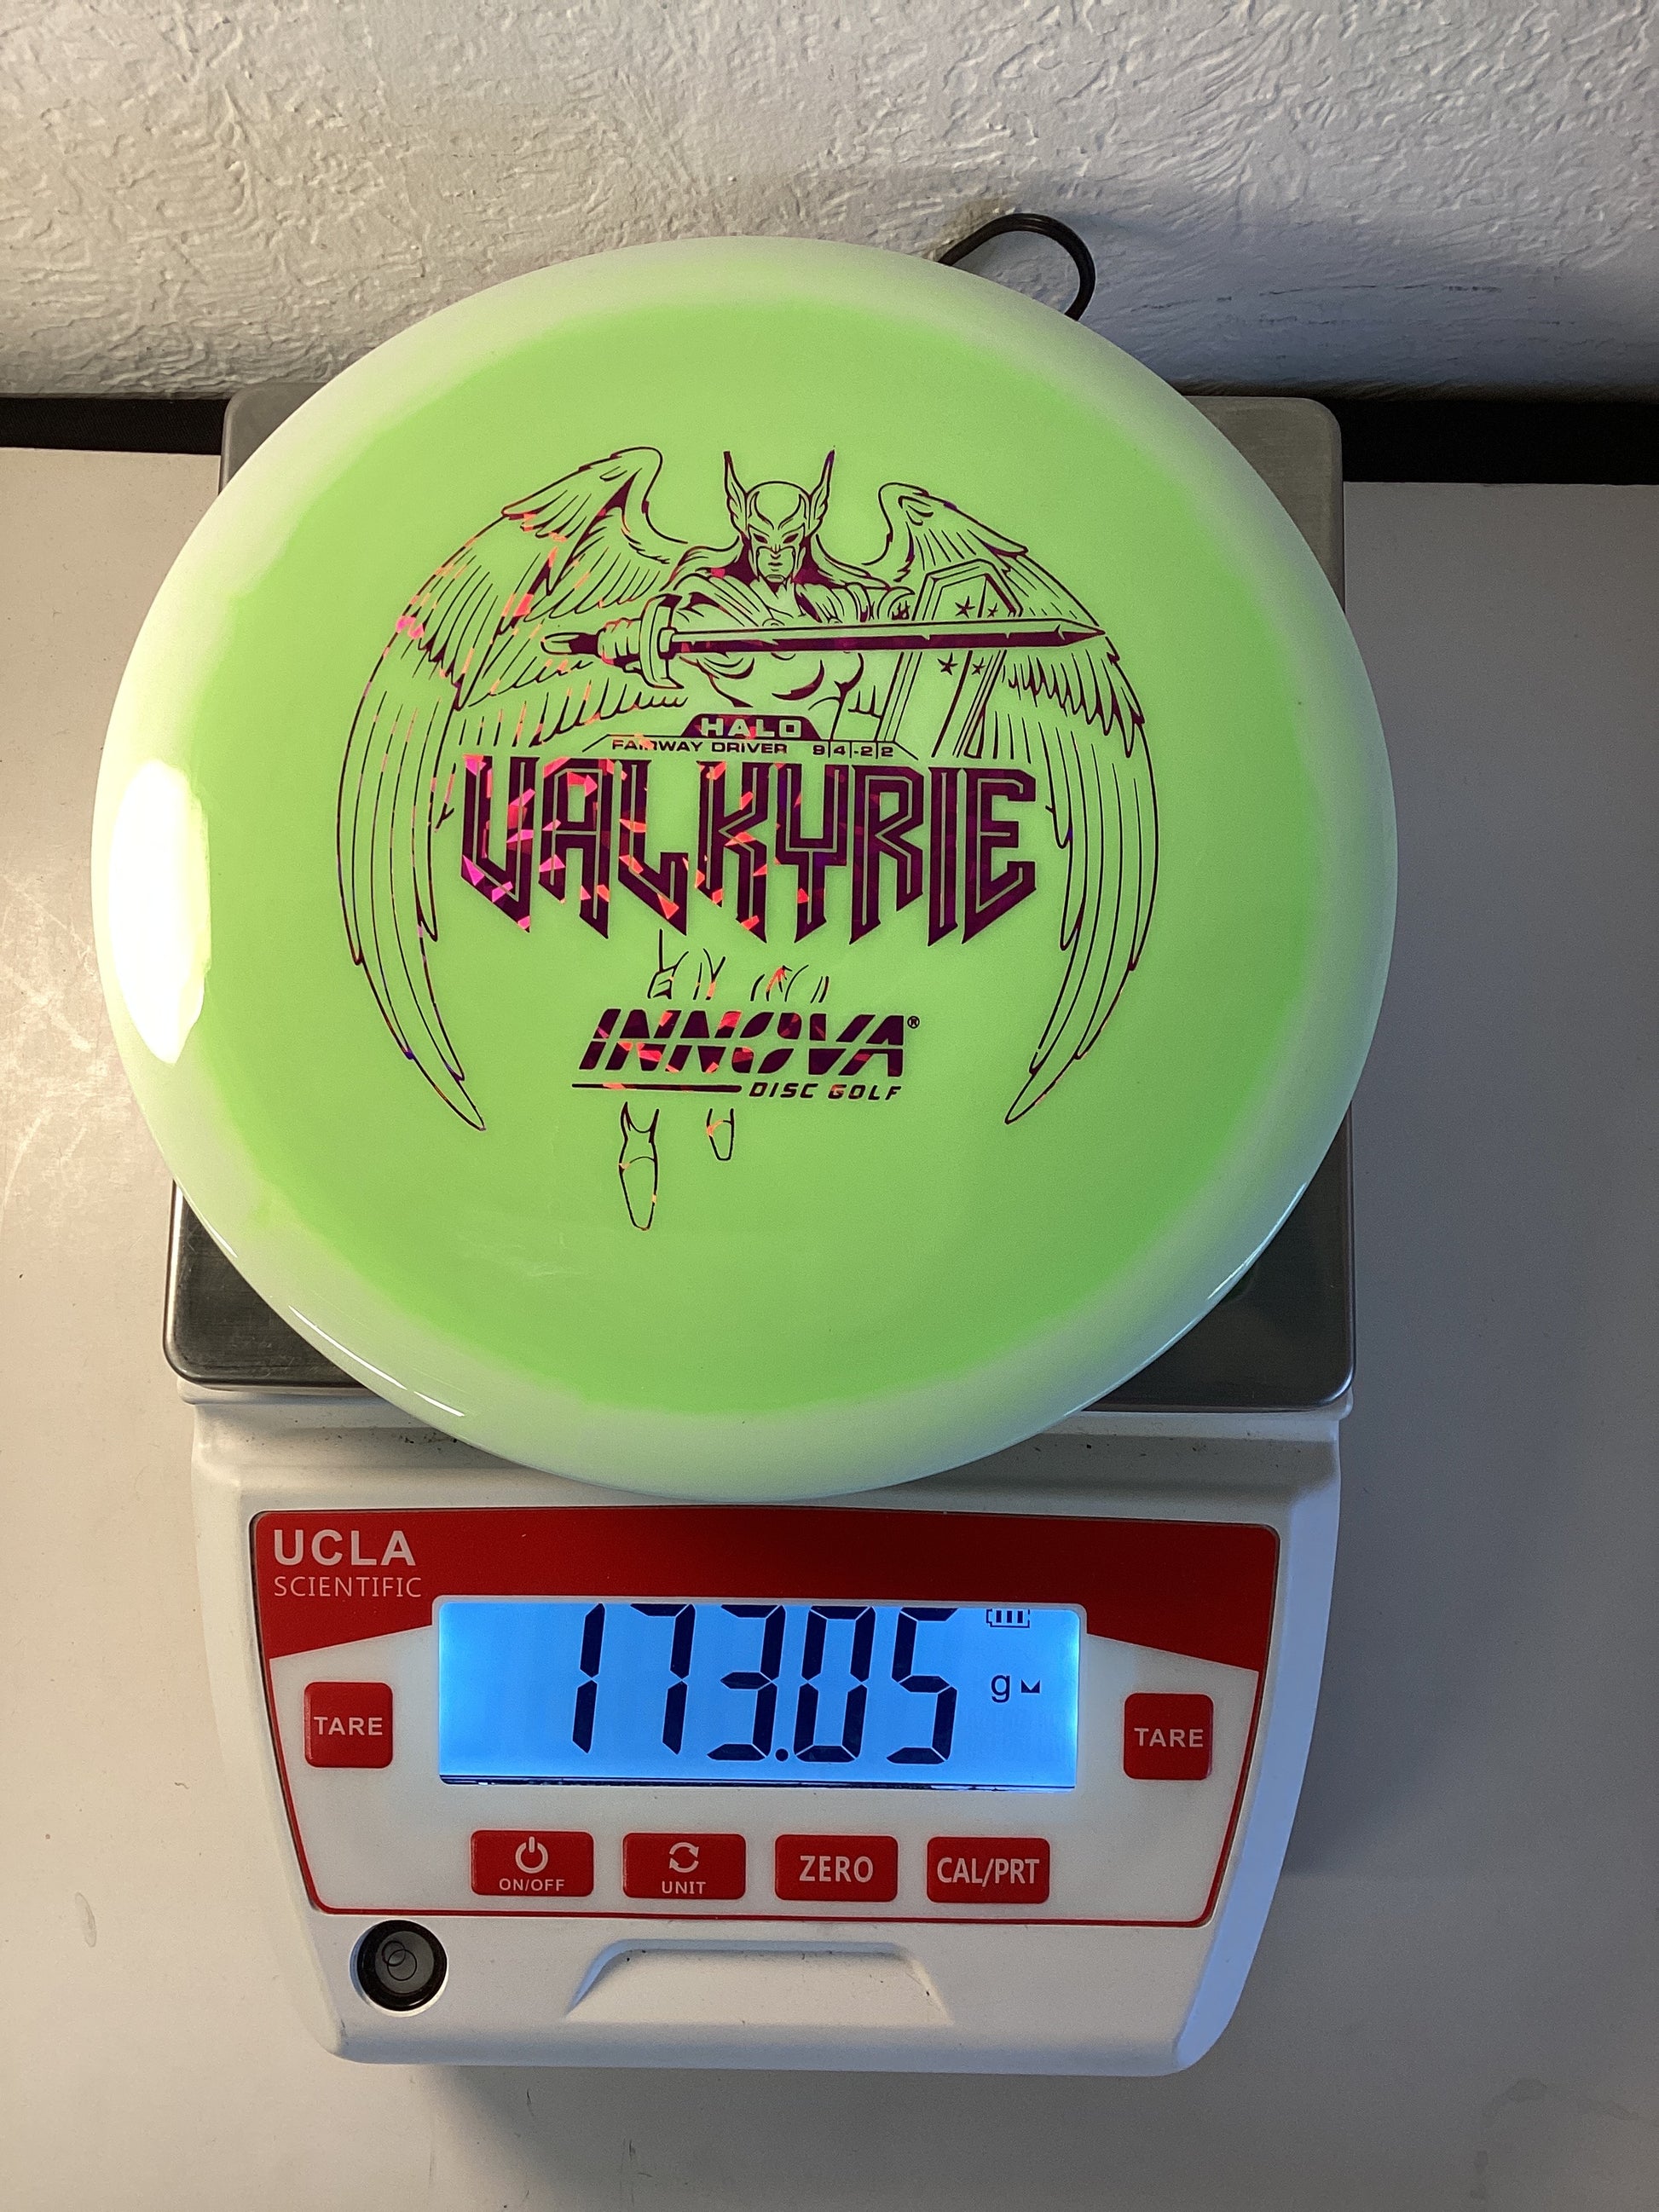 HALO
FAIRWAY DRIVER 9|4|-2|2
VALKYRIE
INNOVA®
DISC GOLF
UCLA
SCIENTIFIC
173.05 g
TARE
TARE
ON/OFF
UNIT
ZERO
CAL/PRT